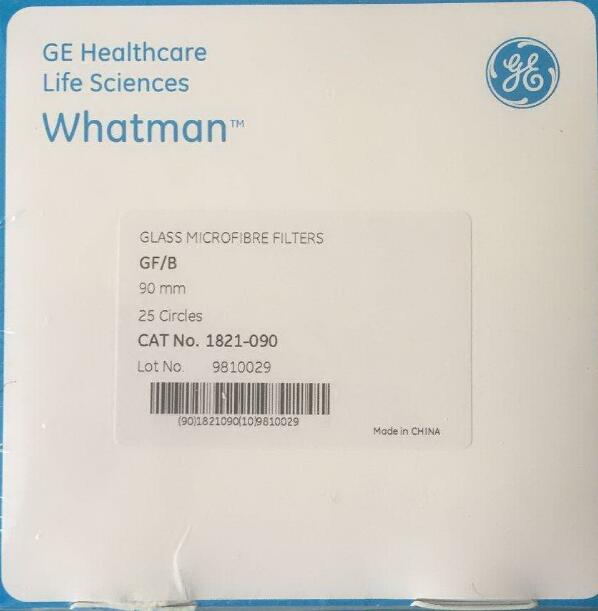 GE Healthcare
Life Sciences
Whatman™
GE
GLASS MICROFIBRE FILTERS
GF/B
90 mm
25 Circles
CAT No. 1821-090
Lot No. 9810029
(90)1821090(10)9810029
Made in CHINA